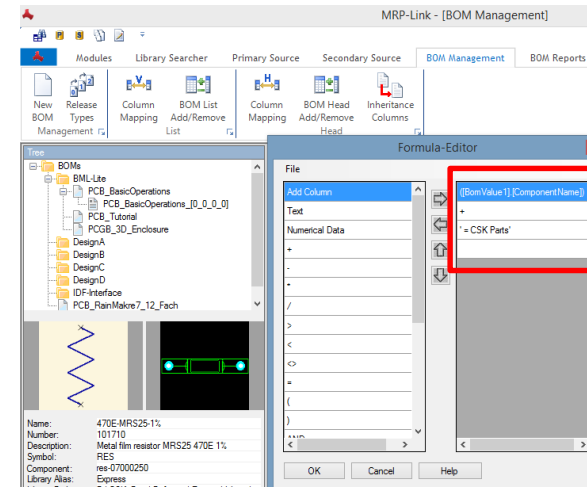 MRP-Link - [BOM Management]
Modules Library Searcher Primary Source Secondary Source BOM Management BOM Reports
New BOM Release Types Column Mapping BOM List Add/Remove Column Mapping BOM Head Add/Remove Inheritance Columns
Management List Head
Tree
BOMs
BML-Lite
PCB_BasicOperations
PCB_BasicOperations_[0_0_0_0]
PCB_Tutorial
PCGB_3D_Enclosure
DesignA
DesignB
DesignC
DesignD
IDF-Interface
PCB_RainMakre7_12_Fach
Name: 470E-MRS25-1%
Number: 101710
Description: Metal film resistor MRS25 470E 1%
Symbol: RES
Component: res-07000250
Library Alias: Express
Formula-Editor
File
Add Column
Text
Numerical Data
+
-
*
/
>
<
<>
=
(
)
AND
([BomValue1].[ComponentName])
+
' = CSK Parts'
OK Cancel Help